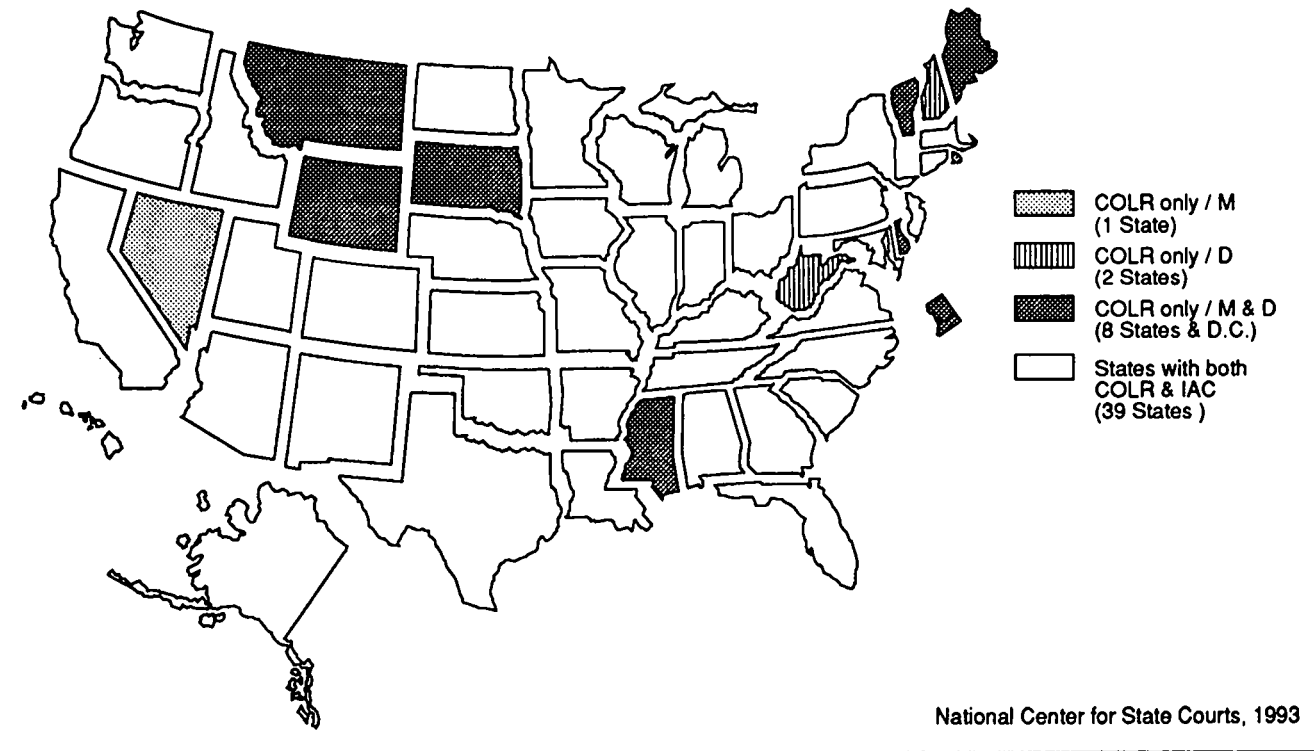 COLR only / M
(1 State)
COLR only / D
(2 States)
COLR only / M & D
(8 States & D.C.)
States with both
COLR & IAC
(39 States )
National Center for State Courts, 1993